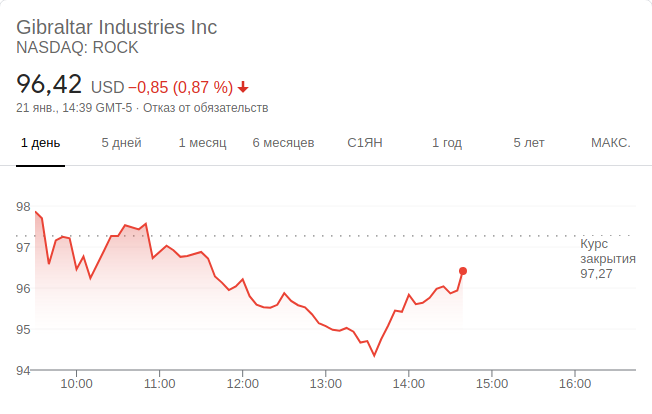 Gibraltar Industries Inc
NASDAQ: ROCK
96,42 USD −0,85 (0,87 %)
21 янв., 14:39 GMT-5 · Отказ от обязательств
1 день 5 дней 1 месяц 6 месяцев С1ЯН 1 год 5 лет МАКС.
98
97
96
95
94
Курс
закрытия
97,27
10:00 11:00 12:00 13:00 14:00 15:00 16:00